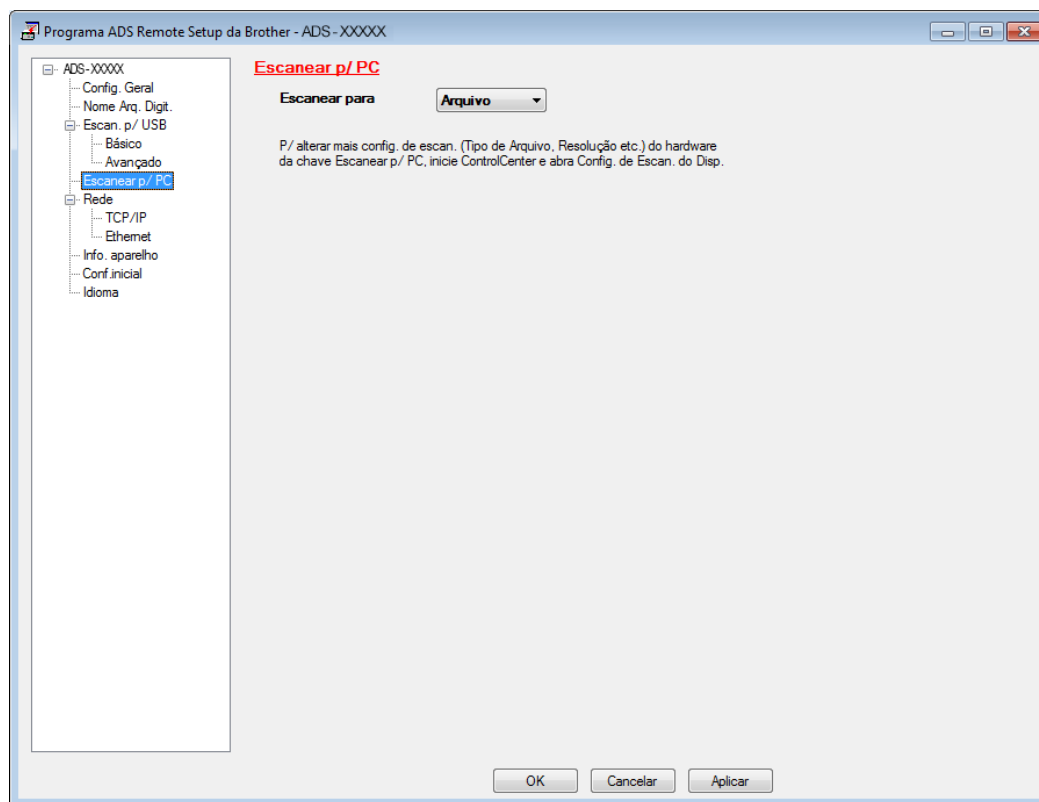 Programa ADS Remote Setup da Brother - ADS-XXXXX
ADS-XXXXX
Config. Geral
Nome Arq. Digit.
Escan. p/ USB
Básico
Avançado
Escanear p/ PC
Rede
TCP/IP
Ethernet
Info. aparelho
Conf.inicial
Idioma
Escanear p/ PC
Escanear para Arquivo
P/ alterar mais config. de escan. (Tipo de Arquivo, Resolução etc.) do hardware
da chave Escanear p/ PC, inicie ControlCenter e abra Config. de Escan. do Disp.
OK Cancelar Aplicar